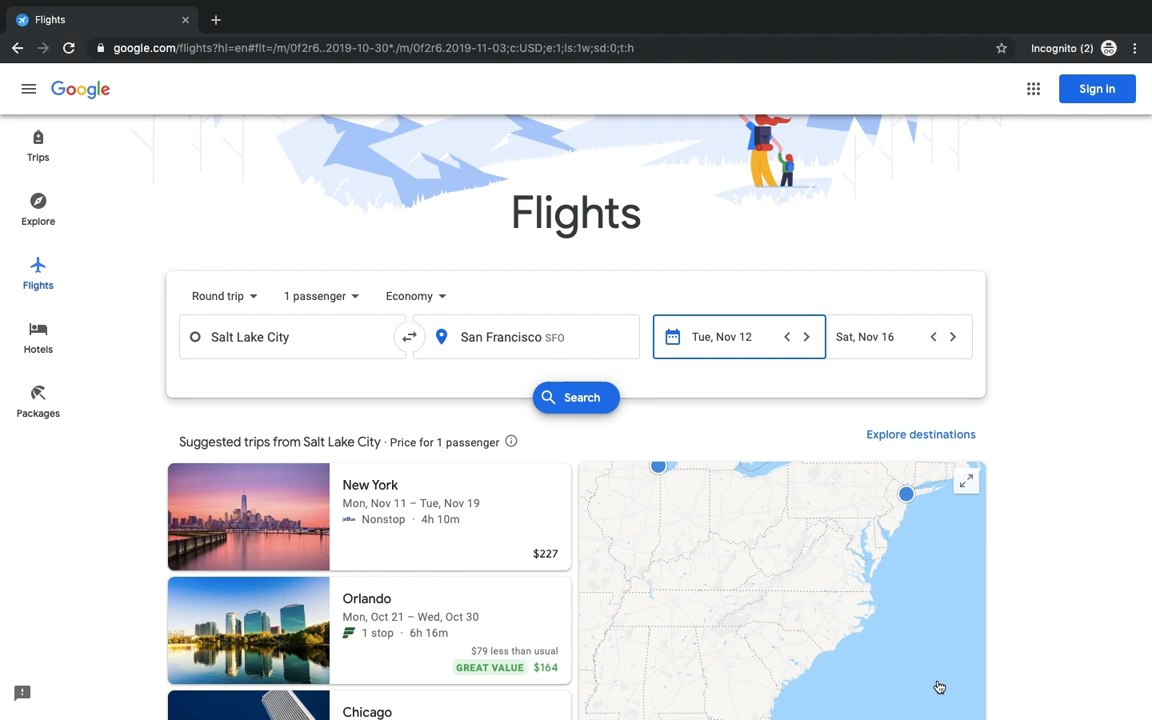 Flights
google.com/flights?hl=en#flt=/m/0f2r6..2019-10-30*./m/0f2r6.2019-11-03;c:USD;e:1;ls:1w;sd:0;t:h
Incognito (2)
Google
Sign in
Trips
Explore
Flights
Hotels
Packages
Flights
Round trip
1 passenger
Economy
Salt Lake City
San Francisco SFO
Tue, Nov 12
Sat, Nov 16
Search
Suggested trips from Salt Lake City · Price for 1 passenger
Explore destinations
New York
Mon, Nov 11 – Tue, Nov 19
Nonstop · 4h 10m
$227
Orlando
Mon, Oct 21 – Wed, Oct 30
1 stop · 6h 16m
$79 less than usual
GREAT VALUE $164
Chicago